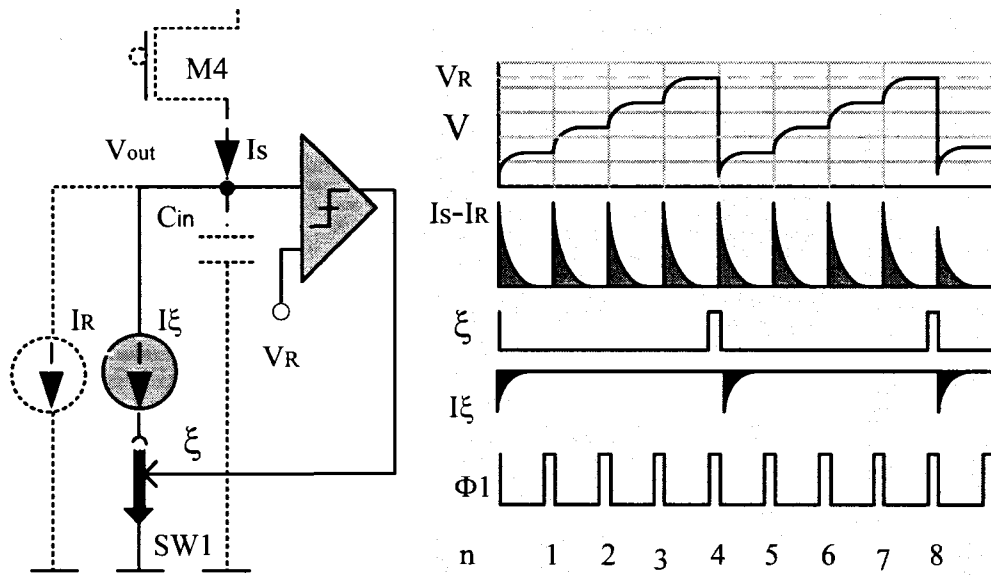 M4
Vout
Is
Cin
IR
Iξ
VR
ξ
SW1
VR
V
Is-IR
ξ
Iξ
Φ1
n 1 2 3 4 5 6 7 8